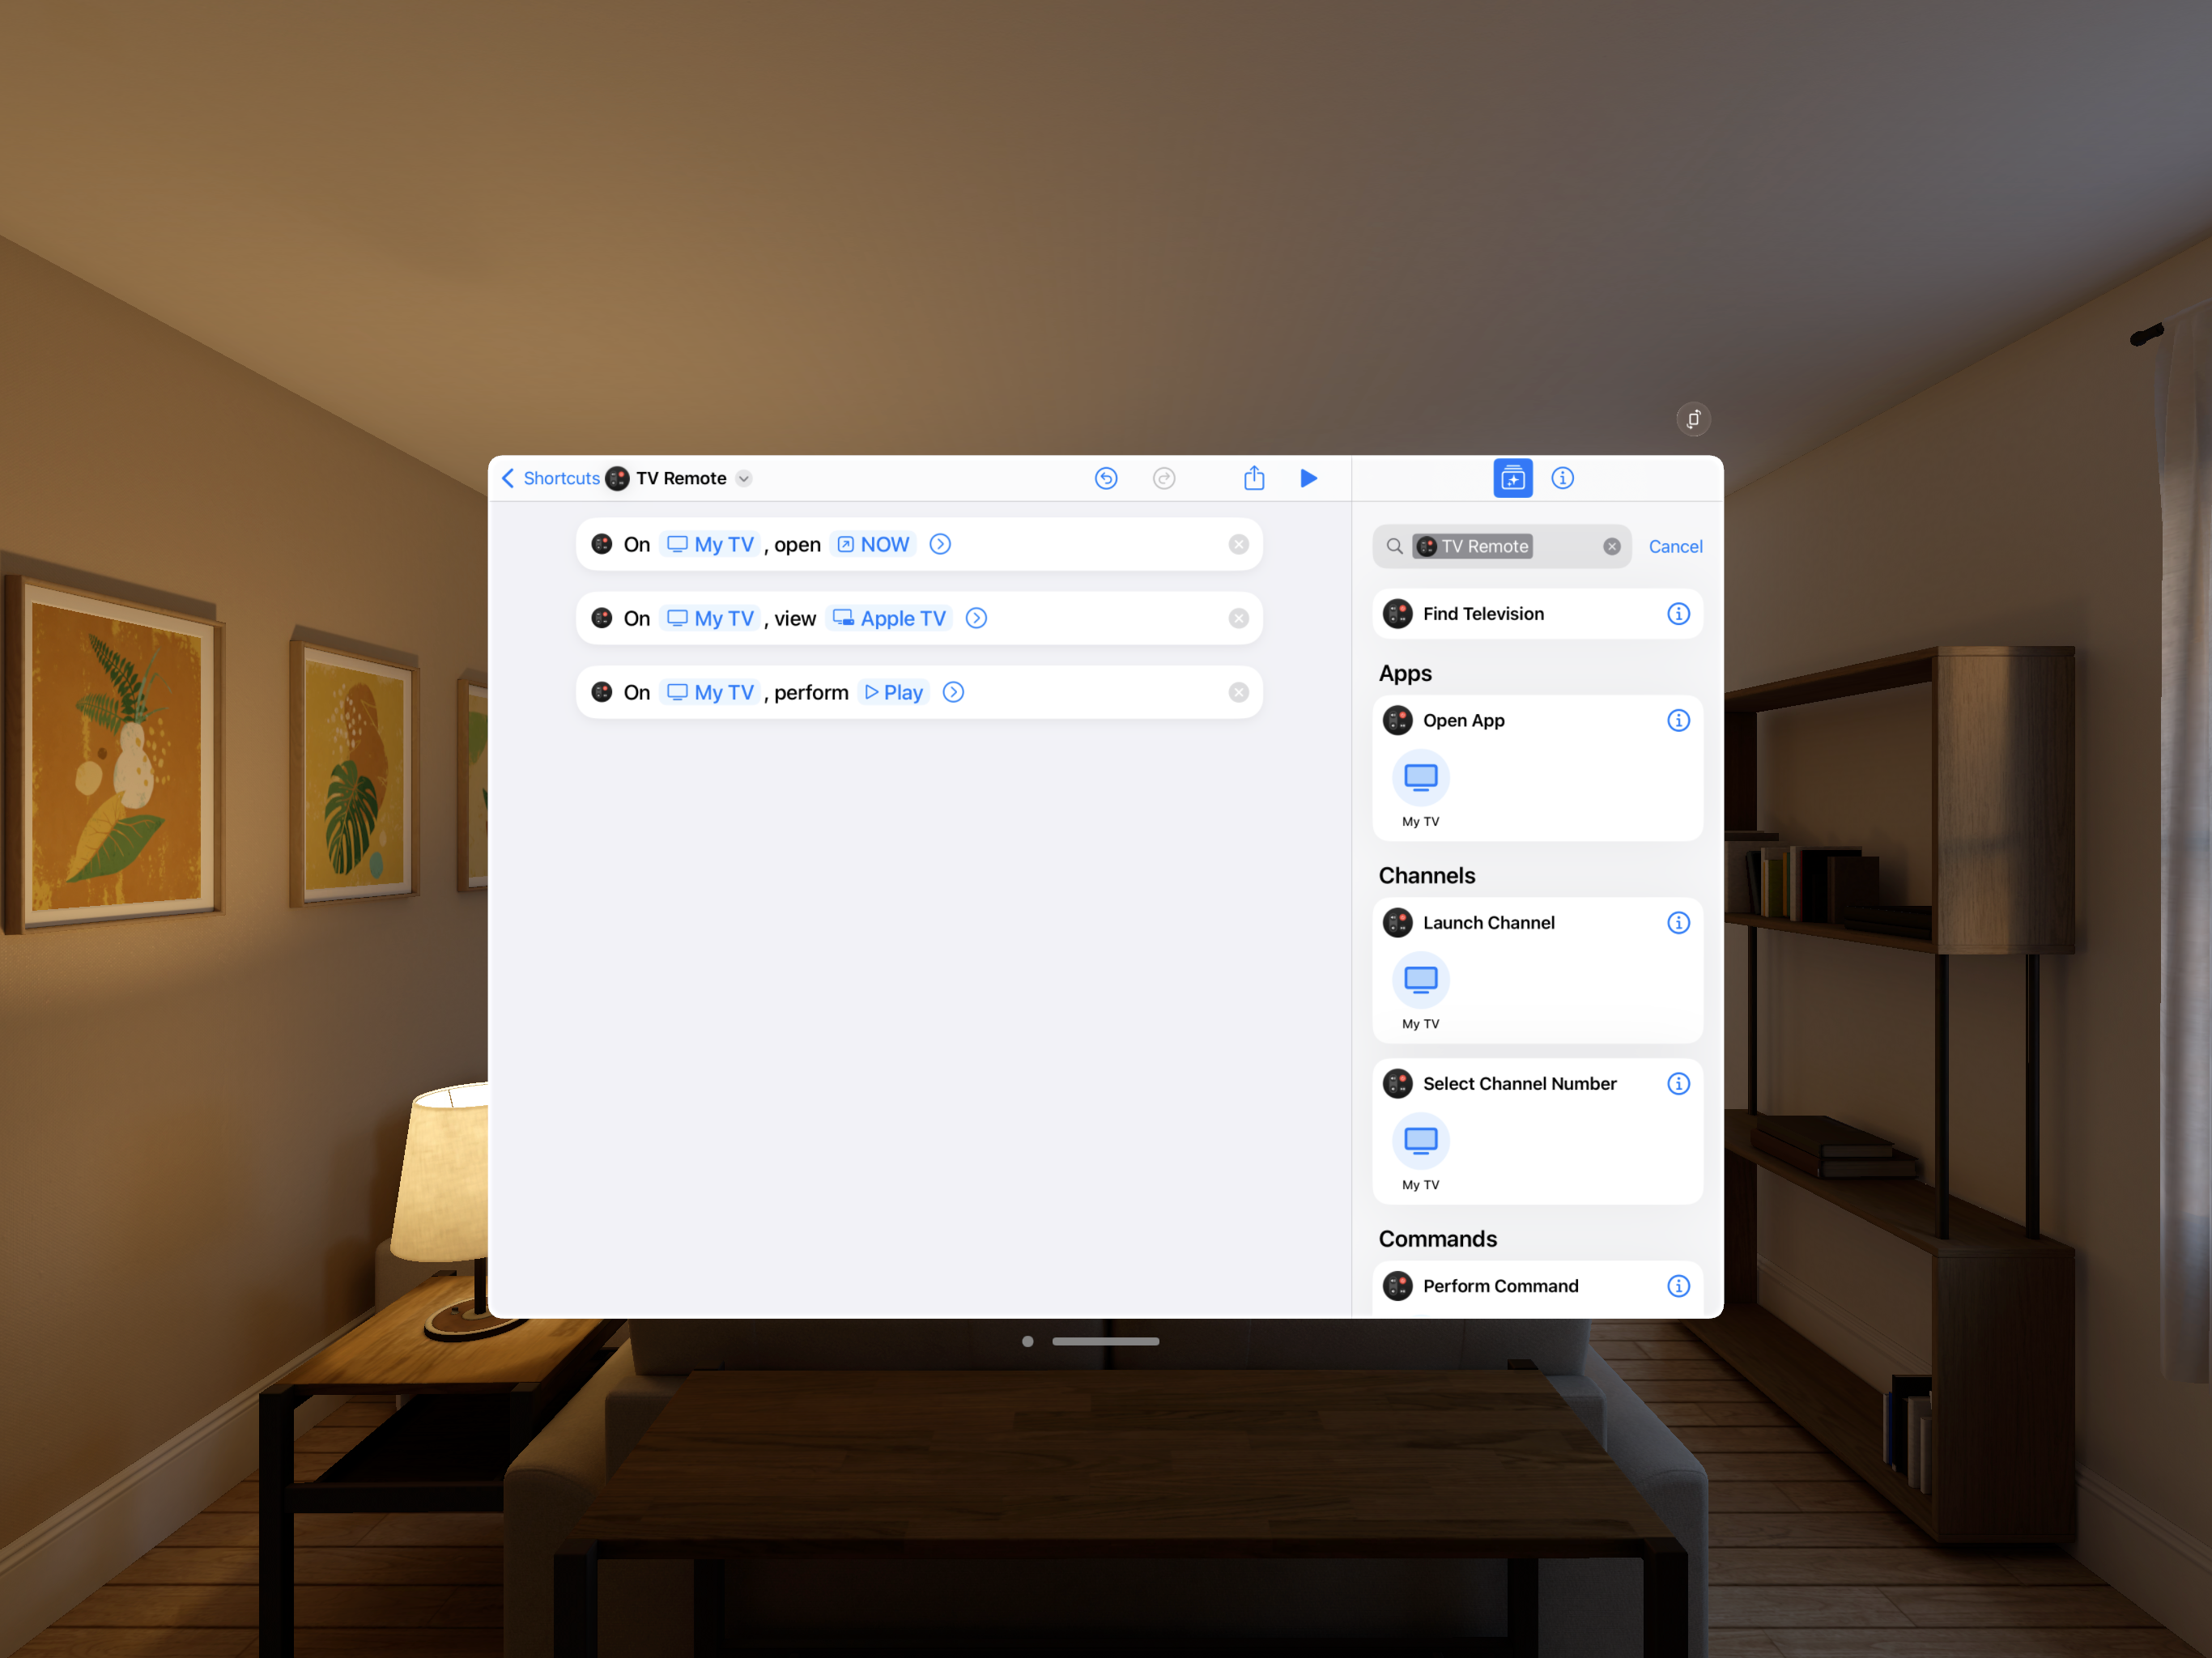 Shortcuts TV Remote
On My TV , open NOW
On My TV , view Apple TV
On My TV , perform Play
TV Remote Cancel
Find Television
Apps
Open App
My TV
Channels
Launch Channel
My TV
Select Channel Number
My TV
Commands
Perform Command